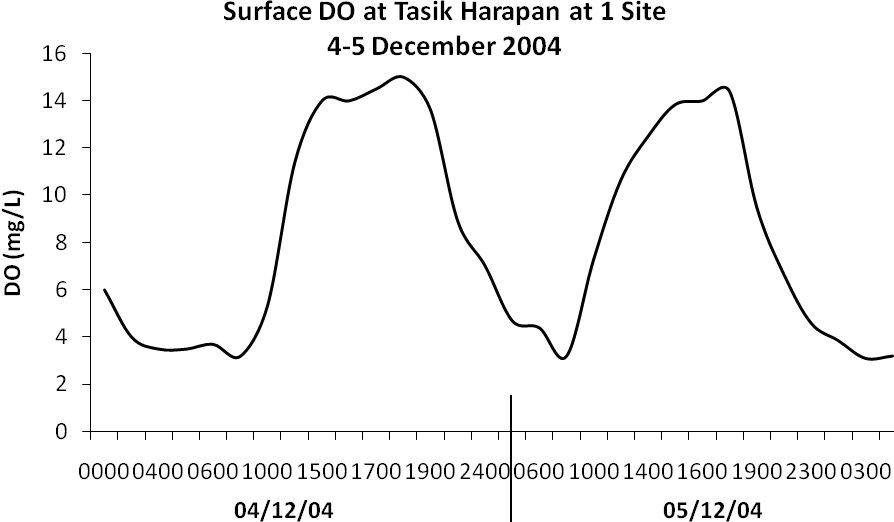 Surface DO at Tasik Harapan at 1 Site
4-5 December 2004
DO (mg/L)
16
14
12
10
8
6
4
2
0
0000 0400 0600 1000 1500 1700 1900 2400 0600 1000 1400 1600 1900 2300 0300
04/12/04 05/12/04